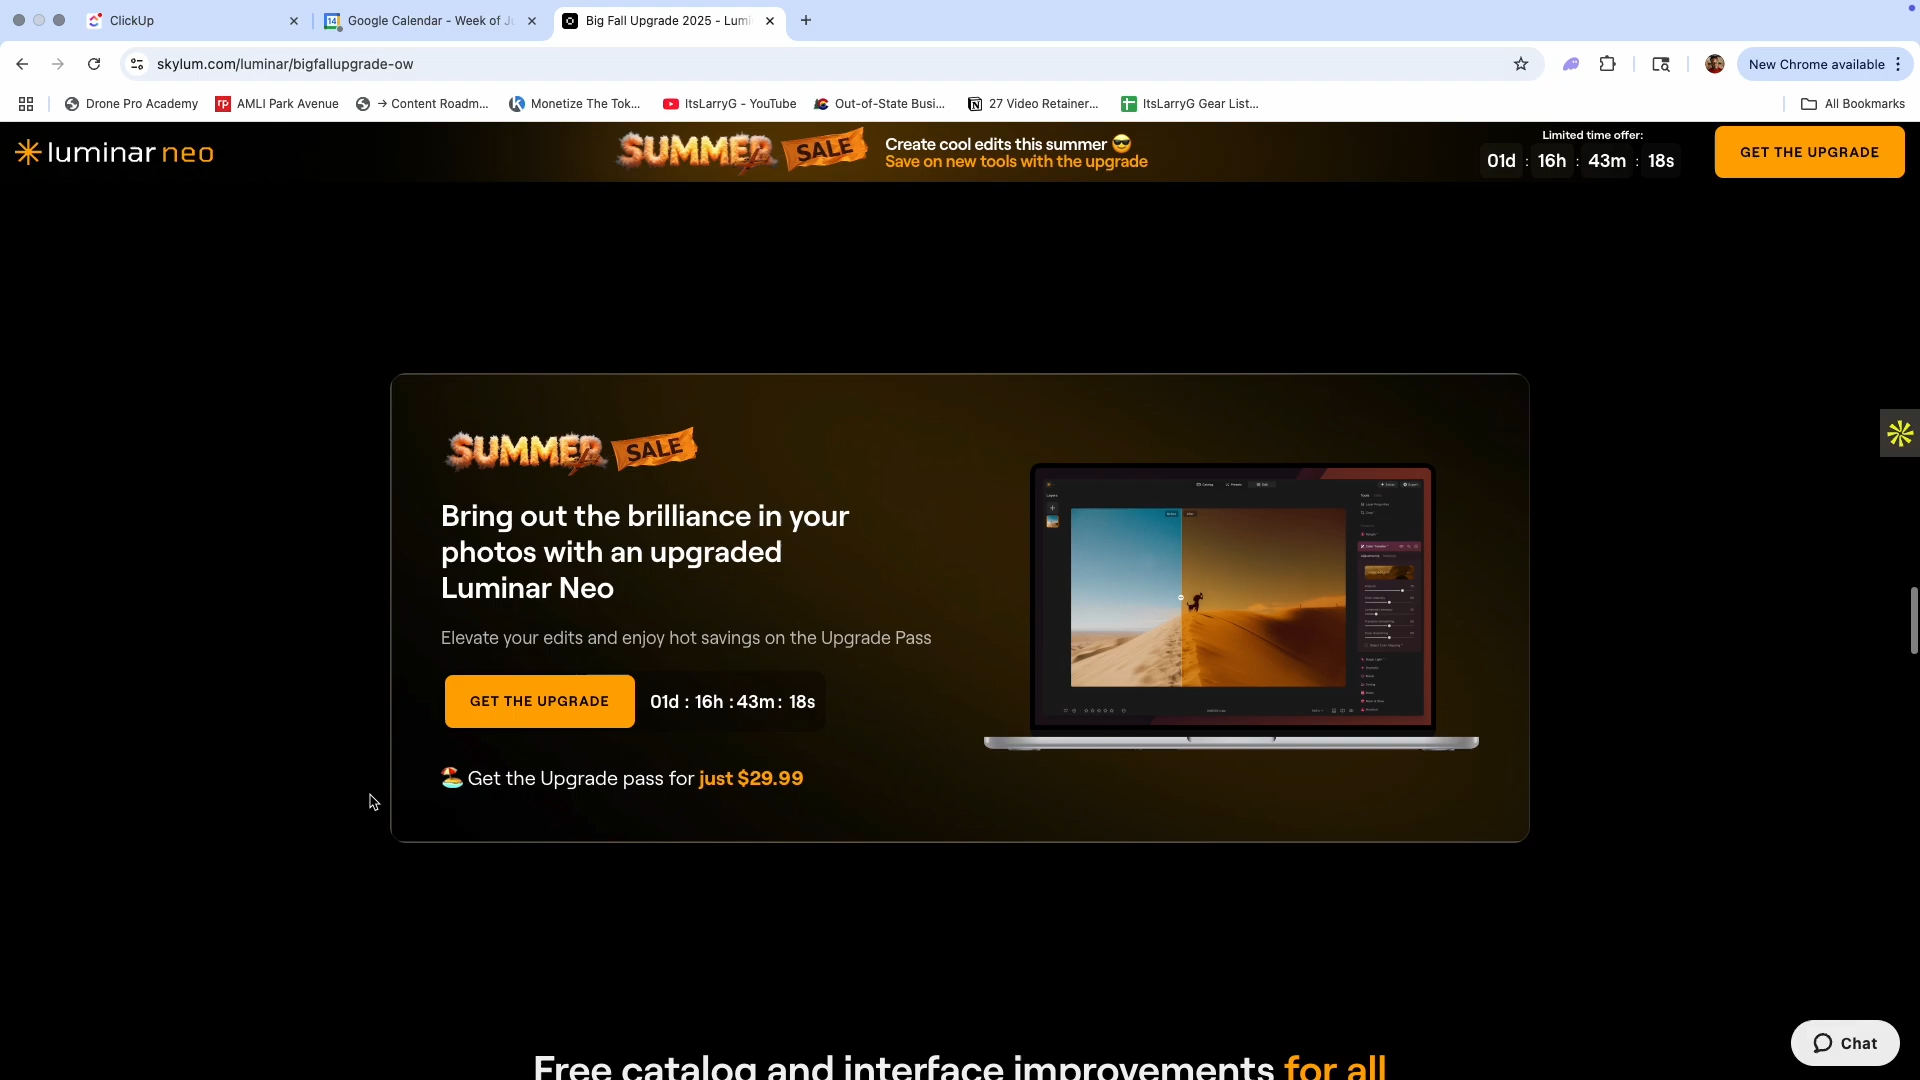 ClickUp
Google Calendar - Week of J
Big Fall Upgrade 2025 - Lumi
skylum.com/luminar/bigfallupgrade-ow
New Chrome available
Drone Pro Academy
AMLI Park Avenue
→ Content Roadm...
Monetize The Tok...
ItsLarryG - YouTube
Out-of-State Busi...
27 Video Retainer...
ItsLarryG Gear List...
All Bookmarks
luminar neo
SUMMER SALE
Create cool edits this summer 😎
Save on new tools with the upgrade
Limited time offer:
01d : 16h : 43m : 18s
GET THE UPGRADE
SUMMER SALE
Bring out the brilliance in your
photos with an upgraded
Luminar Neo
Elevate your edits and enjoy hot savings on the Upgrade Pass
GET THE UPGRADE
01d : 16h : 43m : 18s
🏖️ Get the Upgrade pass for just $29.99
Free catalog and interface improvements for all
Chat